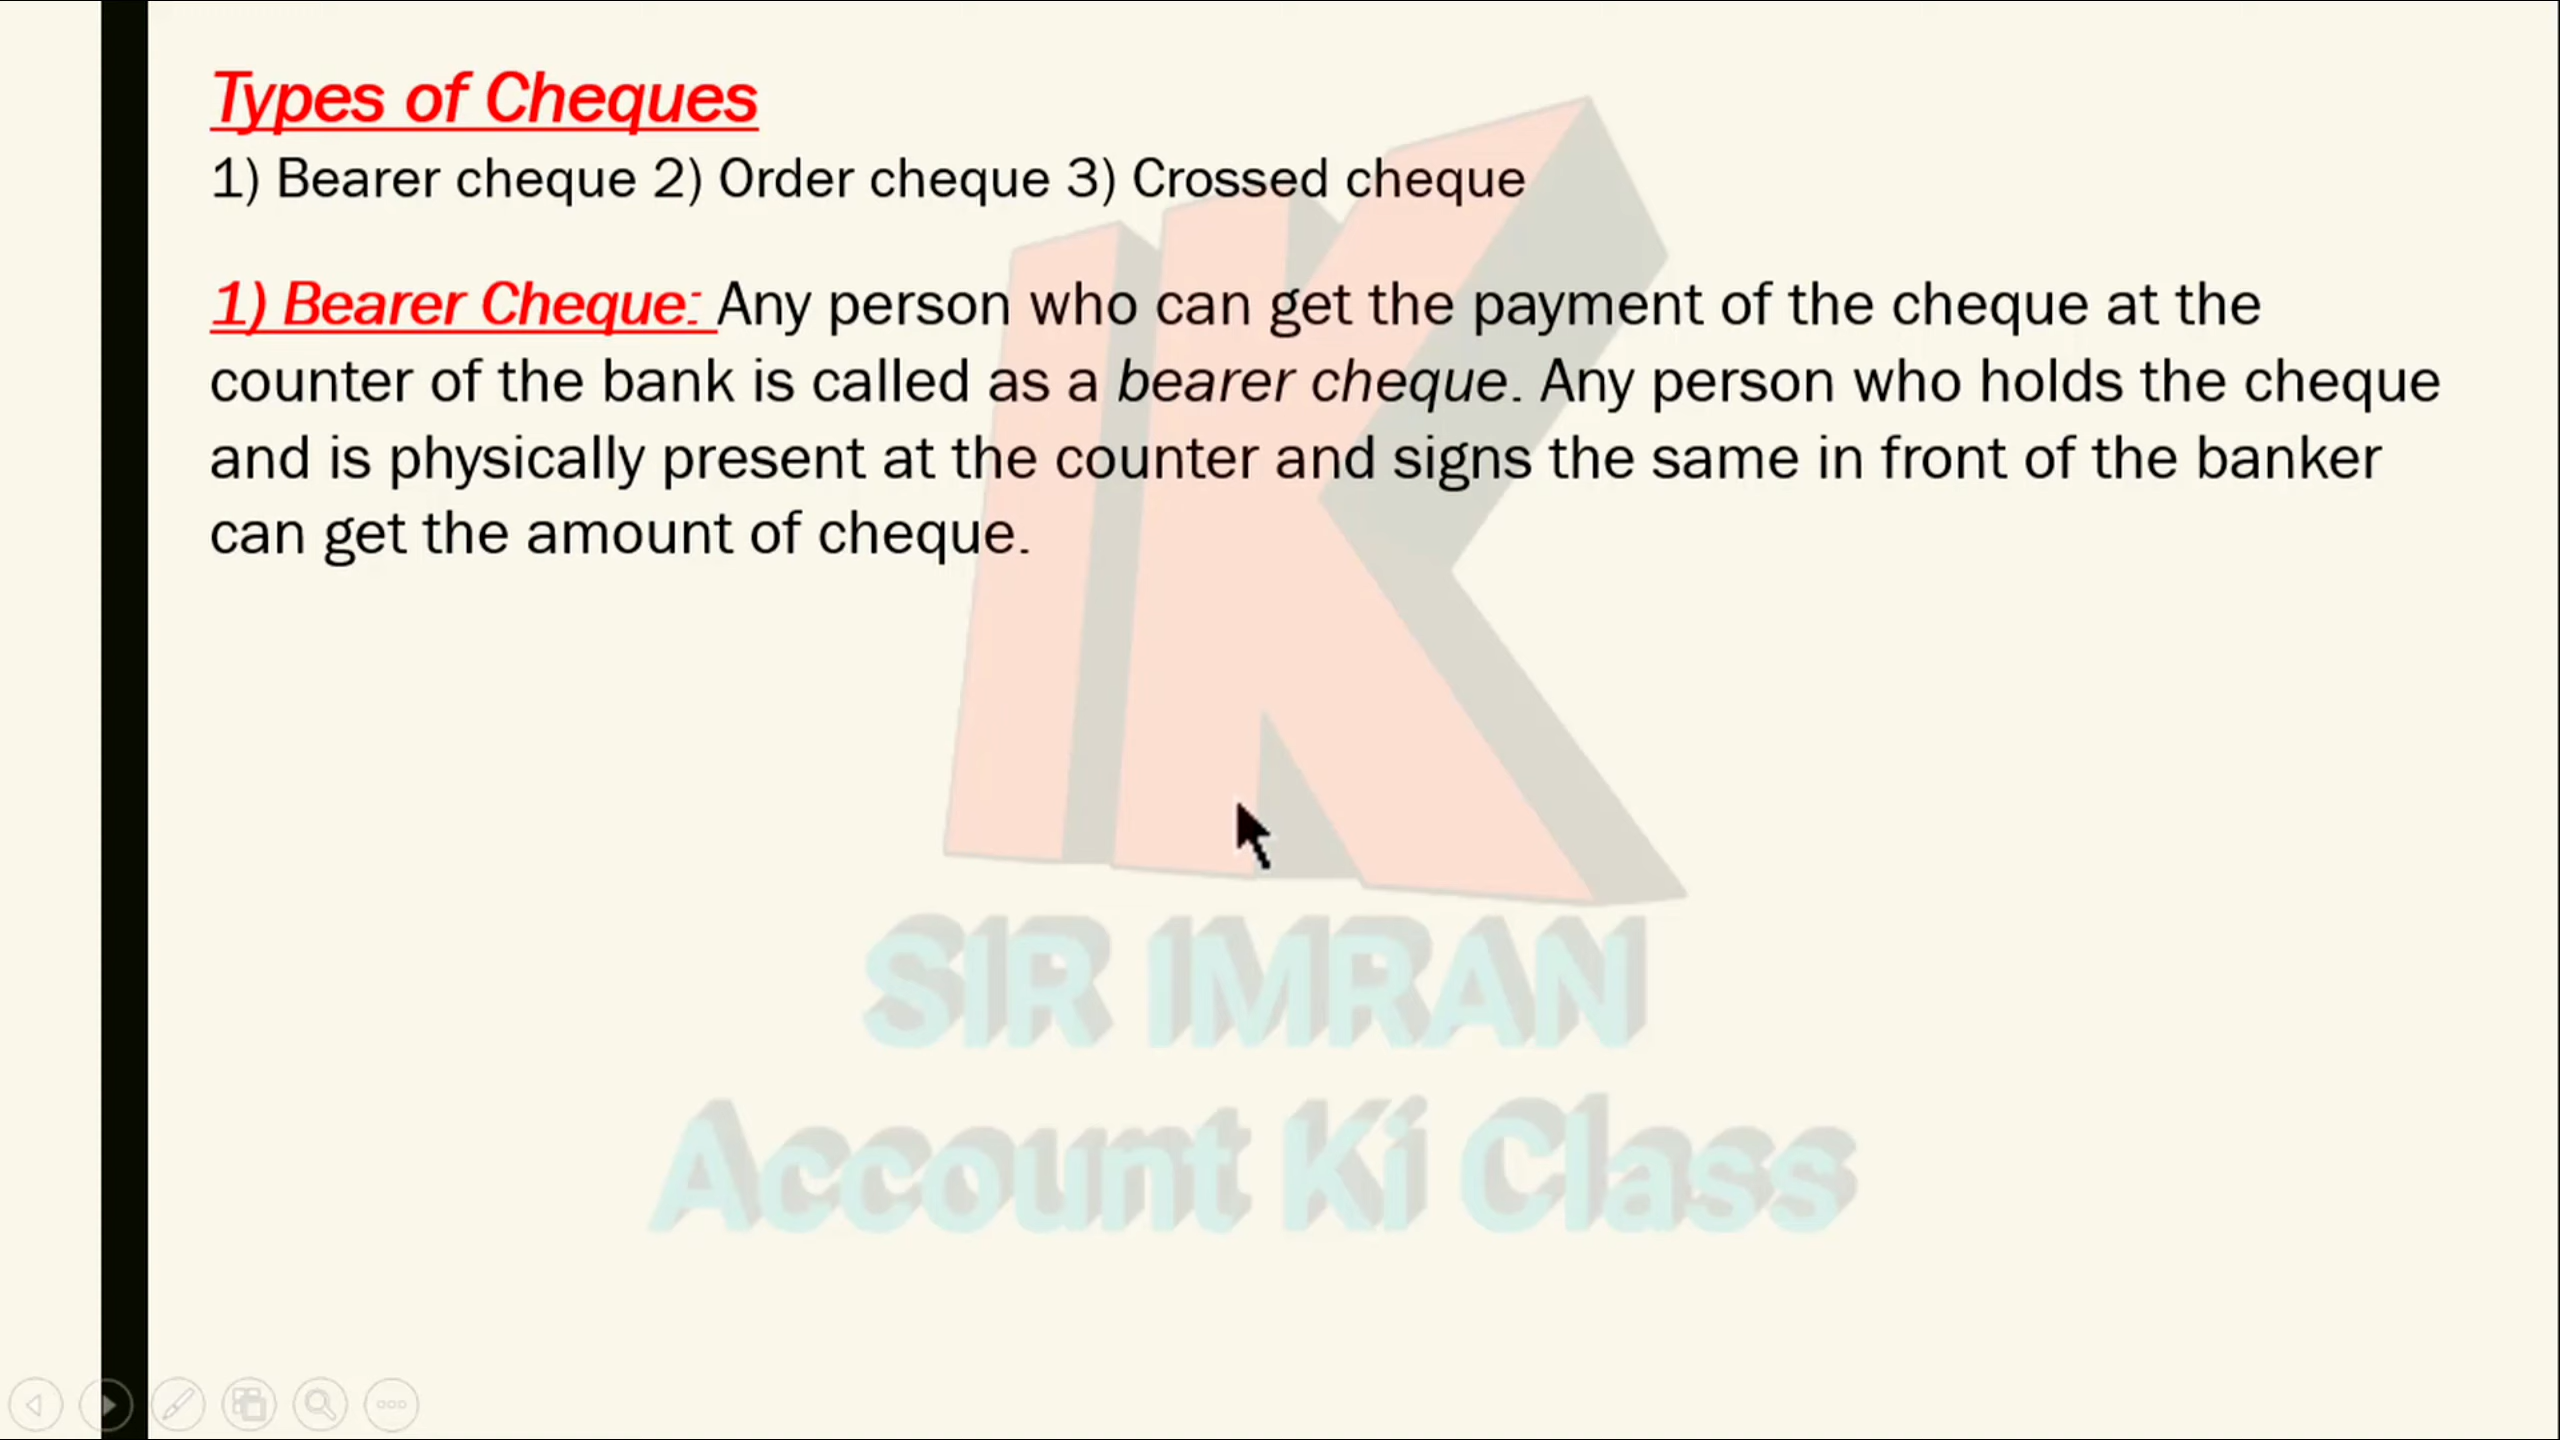 Types of Cheques
1) Bearer cheque 2) Order cheque 3) Crossed cheque
1) Bearer Cheque: Any person who can get the payment of the cheque at the
counter of the bank is called as a bearer cheque. Any person who holds the cheque
and is physically present at the counter and signs the same in front of the banker
can get the amount of cheque.
IK
SIR IMRAN
Account Ki Class